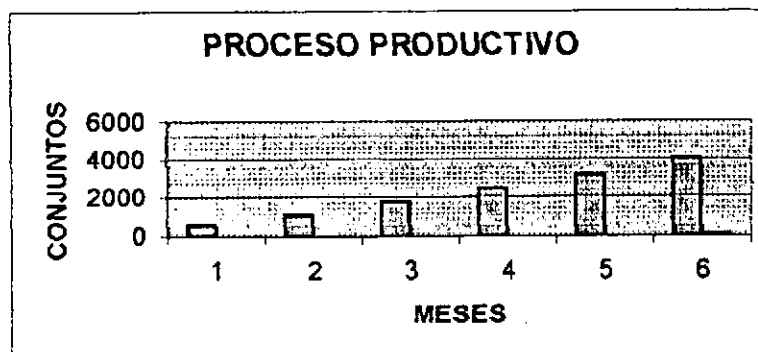 PROCESO PRODUCTIVO
CONJUNTOS
6000
4000
2000
0
1 2 3 4 5 6
MESES